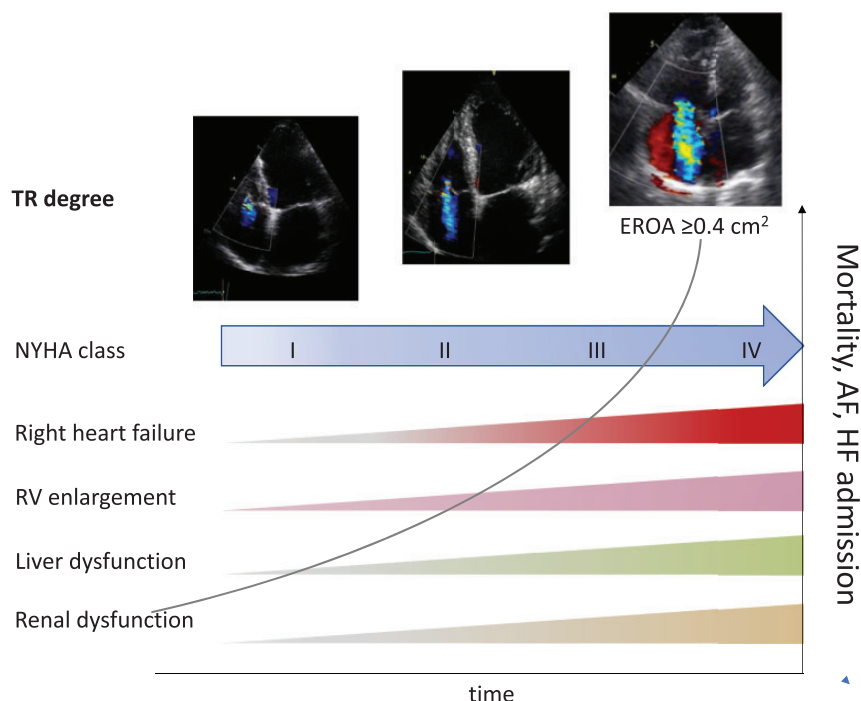 TR degree
EROA ≥0.4 cm²
NYHA class
I
II
III
IV
Right heart failure
RV enlargement
Liver dysfunction
Renal dysfunction
time
Mortality, AF, HF admission